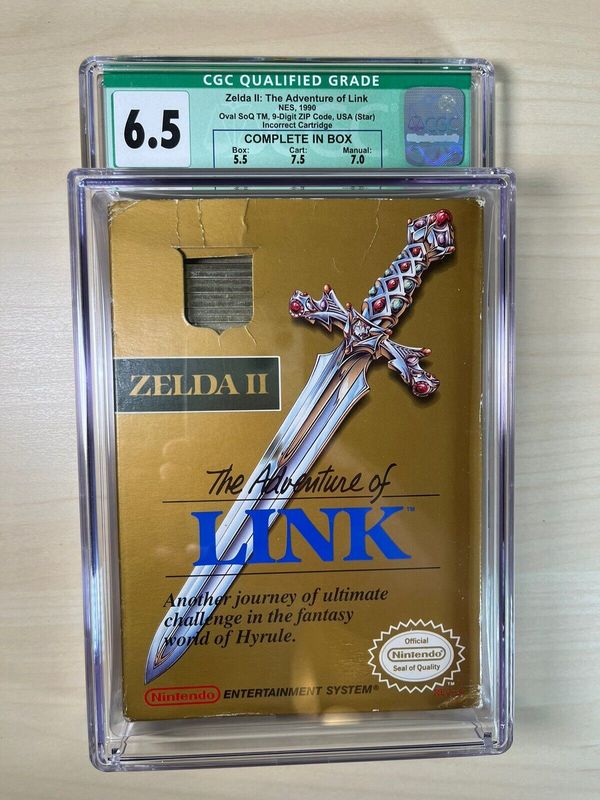 CGC QUALIFIED GRADE
6.5
Zelda II: The Adventure of Link
NES, 1990
Oval SoQ TM, 9-Digit ZIP Code, USA (Star)
Incorrect Cartridge
COMPLETE IN BOX
Box: Cart: Manual:
5.5 7.5 7.0
CGC
ZELDA II
The Adventure of
LINK™
Another journey of ultimate
challenge in the fantasy
world of Hyrule.
Official
Nintendo®
Seal of Quality
TM
Nintendo® ENTERTAINMENT SYSTEM®